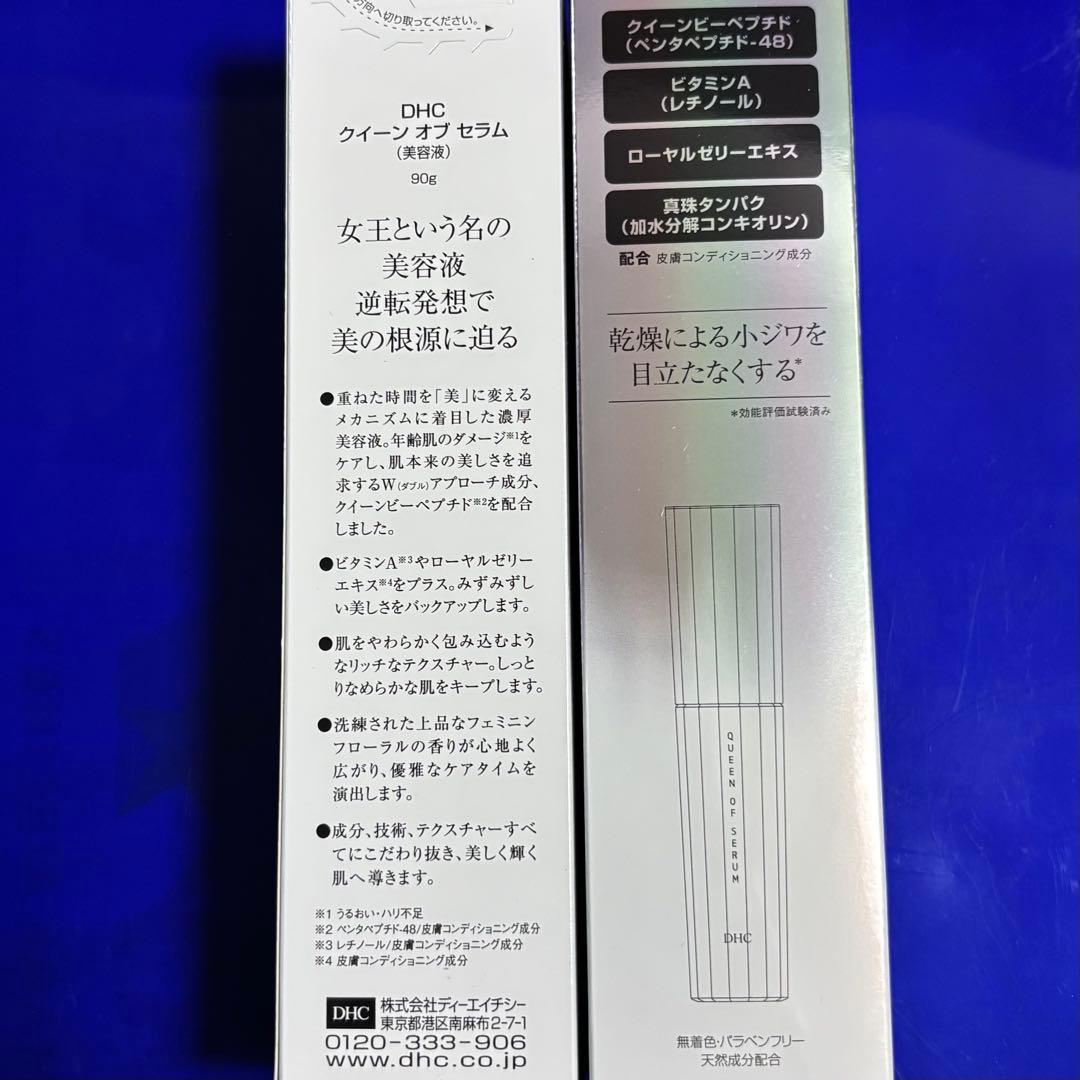 方向へ切り取ってください。
DHC
クイーン オブ セラム
（美容液）
90g
女王という名の
美容液
逆転発想で
美の根源に迫る
●重ねた時間を「美」に変える
メカニズムに着目した濃厚
美容液。年齢肌のダメージ※1を
ケアし、肌本来の美しさを追
求するW（ダブル）アプローチ成分、
クイーンビーペプチド※2を配合
しました。
●ビタミンA※3やローヤルゼリー
エキス※4をプラス。みずみずし
い美しさをバックアップします。
●肌をやわらかく包み込むよう
なリッチなテクスチャー。しっと
りなめらかな肌をキープします。
●洗練された上品なフェミニン
フローラルの香りが心地よく
広がり、優雅なケアタイムを
演出します。
●成分、技術、テクスチャーすべ
てにこだわり抜き、美しく輝く
肌へ導きます。
※1 うるおい・ハリ不足
※2 ペンタペプチド-48/皮膚コンディショニング成分
※3 レチノール/皮膚コンディショニング成分
※4 皮膚コンディショニング成分
DHC 株式会社ディーエイチシー
東京都港区南麻布2-7-1
0120-333-906
www.dhc.co.jp
クイーンビーペプチド
（ペンタペプチド-48）
ビタミンA
（レチノール）
ローヤルゼリーエキス
真珠タンパク
（加水分解コンキオリン）
配合 皮膚コンディショニング成分
乾燥による小ジワを
目立たなくする*
*効能評価試験済み
QUEEN OF SERUM
DHC
無着色・パラベンフリー
天然成分配合